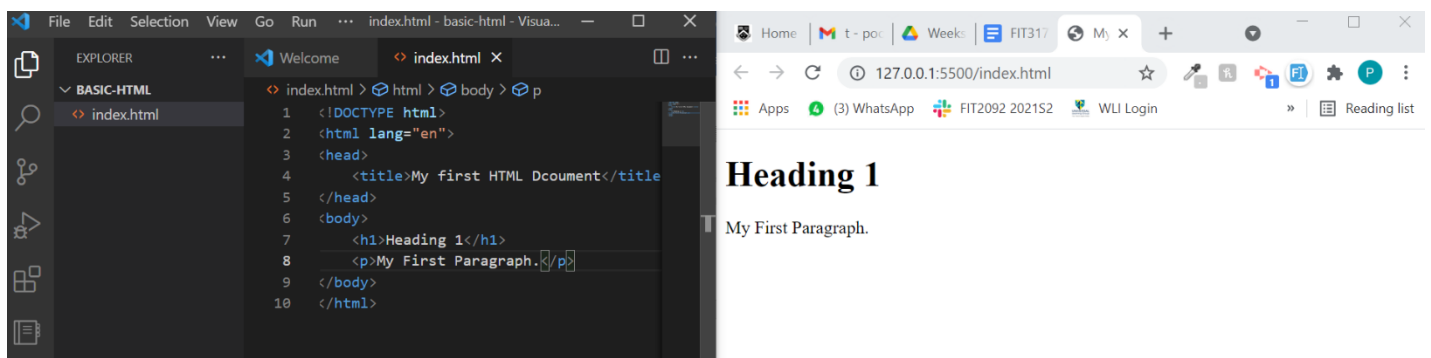 File Edit Selection View Go Run ··· index.html - basic-html - Visua...
EXPLORER ···
BASIC-HTML
index.html
Welcome
index.html
index.html > html > body > p
1 <!DOCTYPE html>
2 <html lang="en">
3 <head>
4 <title>My first HTML Dcoument</title
5 </head>
6 <body>
7 <h1>Heading 1</h1>
8 <p>My First Paragraph.</p>
9 </body>
10 </html>
Home t - poc Weeks FIT317 My
127.0.0.1:5500/index.html
Apps (3) WhatsApp FIT2092 2021S2 WLI Login » Reading list
Heading 1
My First Paragraph.